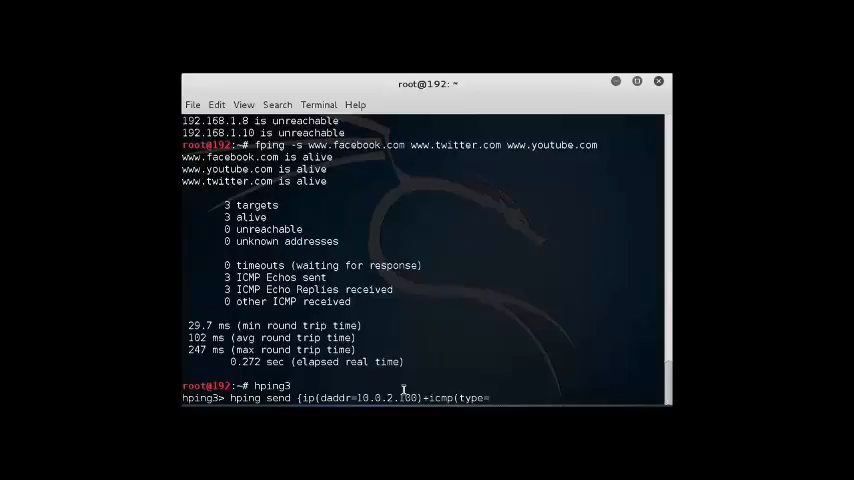 root@192: ~
File Edit View Search Terminal Help
192.168.1.8 is unreachable
192.168.1.10 is unreachable
root@192:~# fping -s www.facebook.com www.twitter.com www.youtube.com
www.facebook.com is alive
www.youtube.com is alive
www.twitter.com is alive
3 targets
3 alive
0 unreachable
0 unknown addresses
0 timeouts (waiting for response)
3 ICMP Echos sent
3 ICMP Echo Replies received
0 other ICMP received
29.7 ms (min round trip time)
102 ms (avg round trip time)
247 ms (max round trip time)
0.272 sec (elapsed real time)
root@192:~# hping3
hping3> hping send {ip(daddr=10.0.2.100)+icmp(type=